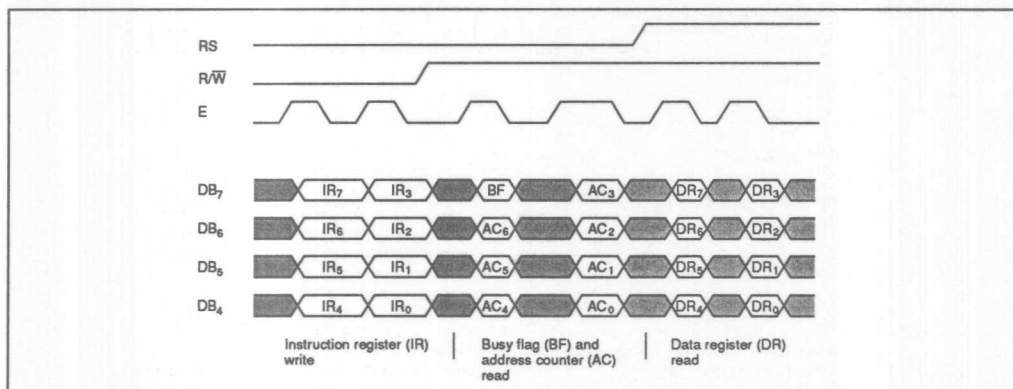 RS
R/W̅
E
DB₇ IR₇ IR₃ BF AC₃ DR₇ DR₃
DB₆ IR₆ IR₂ AC₆ AC₂ DR₆ DR₂
DB₅ IR₅ IR₁ AC₅ AC₁ DR₅ DR₁
DB₄ IR₄ IR₀ AC₄ AC₀ DR₄ DR₀
Instruction register (IR)
write
Busy flag (BF) and
address counter (AC)
read
Data register (DR)
read